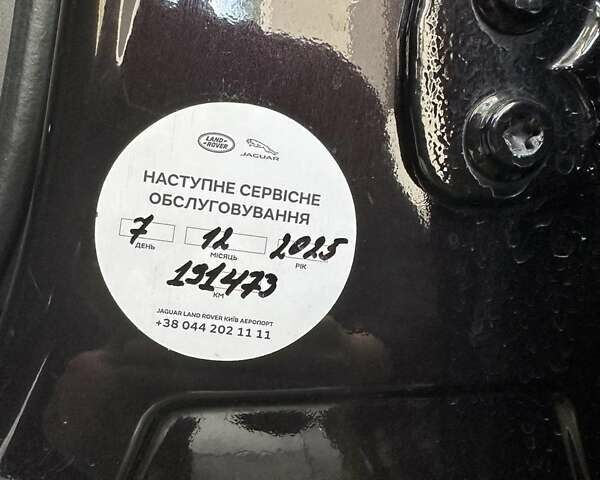 LAND ROVER
JAGUAR
НАСТУПНЕ СЕРВІСНЕ
ОБСЛУГОВУВАННЯ
7 12 2025
ДЕНЬ МІСЯЦЬ РІК
191473
КМ
JAGUAR LAND ROVER КИЇВ АЕРОПОРТ
+38 044 202 11 11